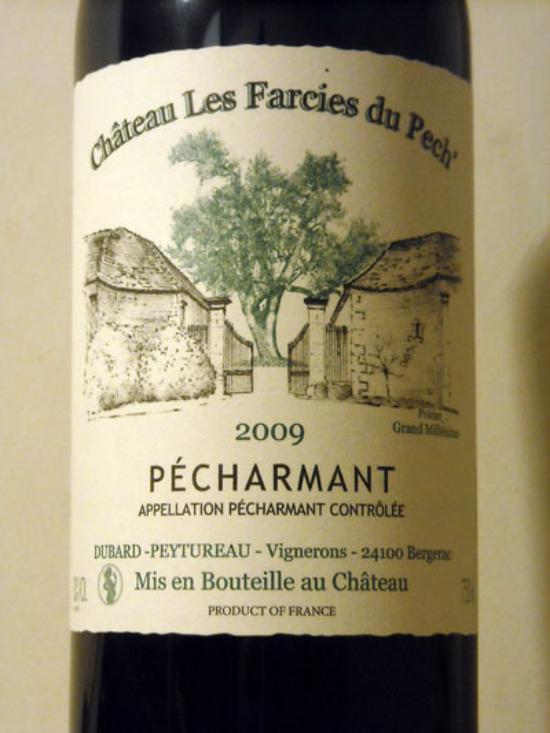 Château Les Farcies du Pech'
Grand Millésime
2009
PÉCHARMANT
APPELLATION PÉCHARMANT CONTRÔLÉE
DUBARD -PEYTUREAU - Vignerons - 24100 Bergerac
Mis en Bouteille au Château
PRODUCT OF FRANCE